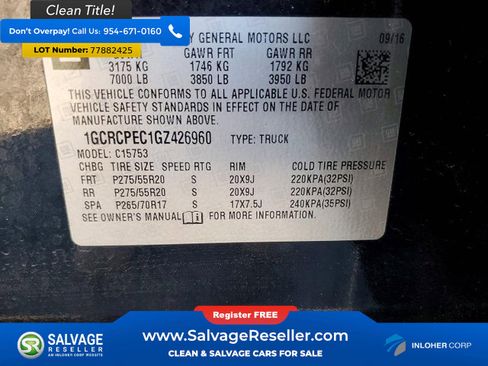 Clean Title!
Don't Overpay! Call Us: 954-671-0160
LOT Number: 77882425
Y GENERAL MOTORS LLC
09/16
GAWR FRT GAWR RR
3175 KG 1746 KG 1792 KG
7000 LB 3850 LB 3950 LB
THIS VEHICLE CONFORMS TO ALL APPLICABLE U.S. FEDERAL MOTOR
VEHICLE SAFETY STANDARDS IN EFFECT ON THE DATE OF
MANUFACTURE SHOWN ABOVE.
1GCRCPEC1GZ426960 TYPE: TRUCK
MODEL: C15753
CHBG TIRE SIZE SPEED RTG RIM COLD TIRE PRESSURE
FRT P275/55R20 S 20X9J 220KPA(32PSI)
RR P275/55R20 S 20X9J 220KPA(32PSI)
SPA P265/70R17 S 17X7.5J 240KPA(35PSI)
SEE OWNER'S MANUAL FOR MORE INFORMATION.
Register FREE
SALVAGE
RESELLER
AN INLOHER CORP WEBSITE
www.SalvageReseller.com
CLEAN & SALVAGE CARS FOR SALE
INLOHER CORP